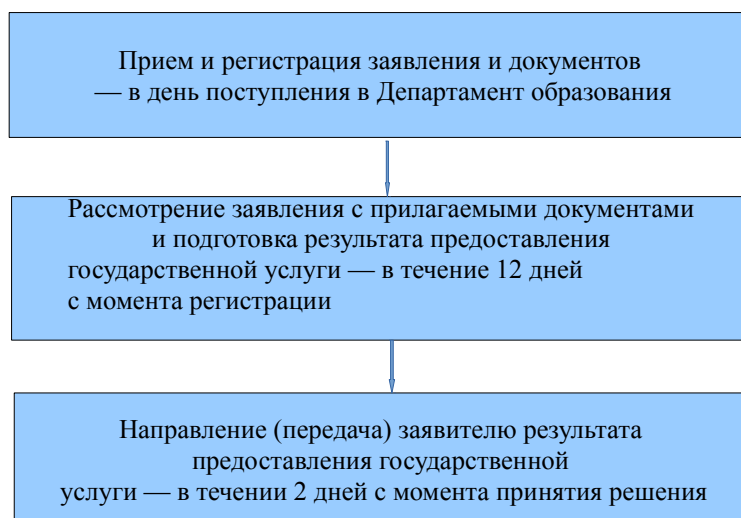 Прием и регистрация заявления и документов
— в день поступления в Департамент образования
Рассмотрение заявления с прилагаемыми документами
и подготовка результата предоставления
государственной услуги — в течение 12 дней
с момента регистрации
Направление (передача) заявителю результата
предоставления государственной
услуги — в течении 2 дней с момента принятия решения